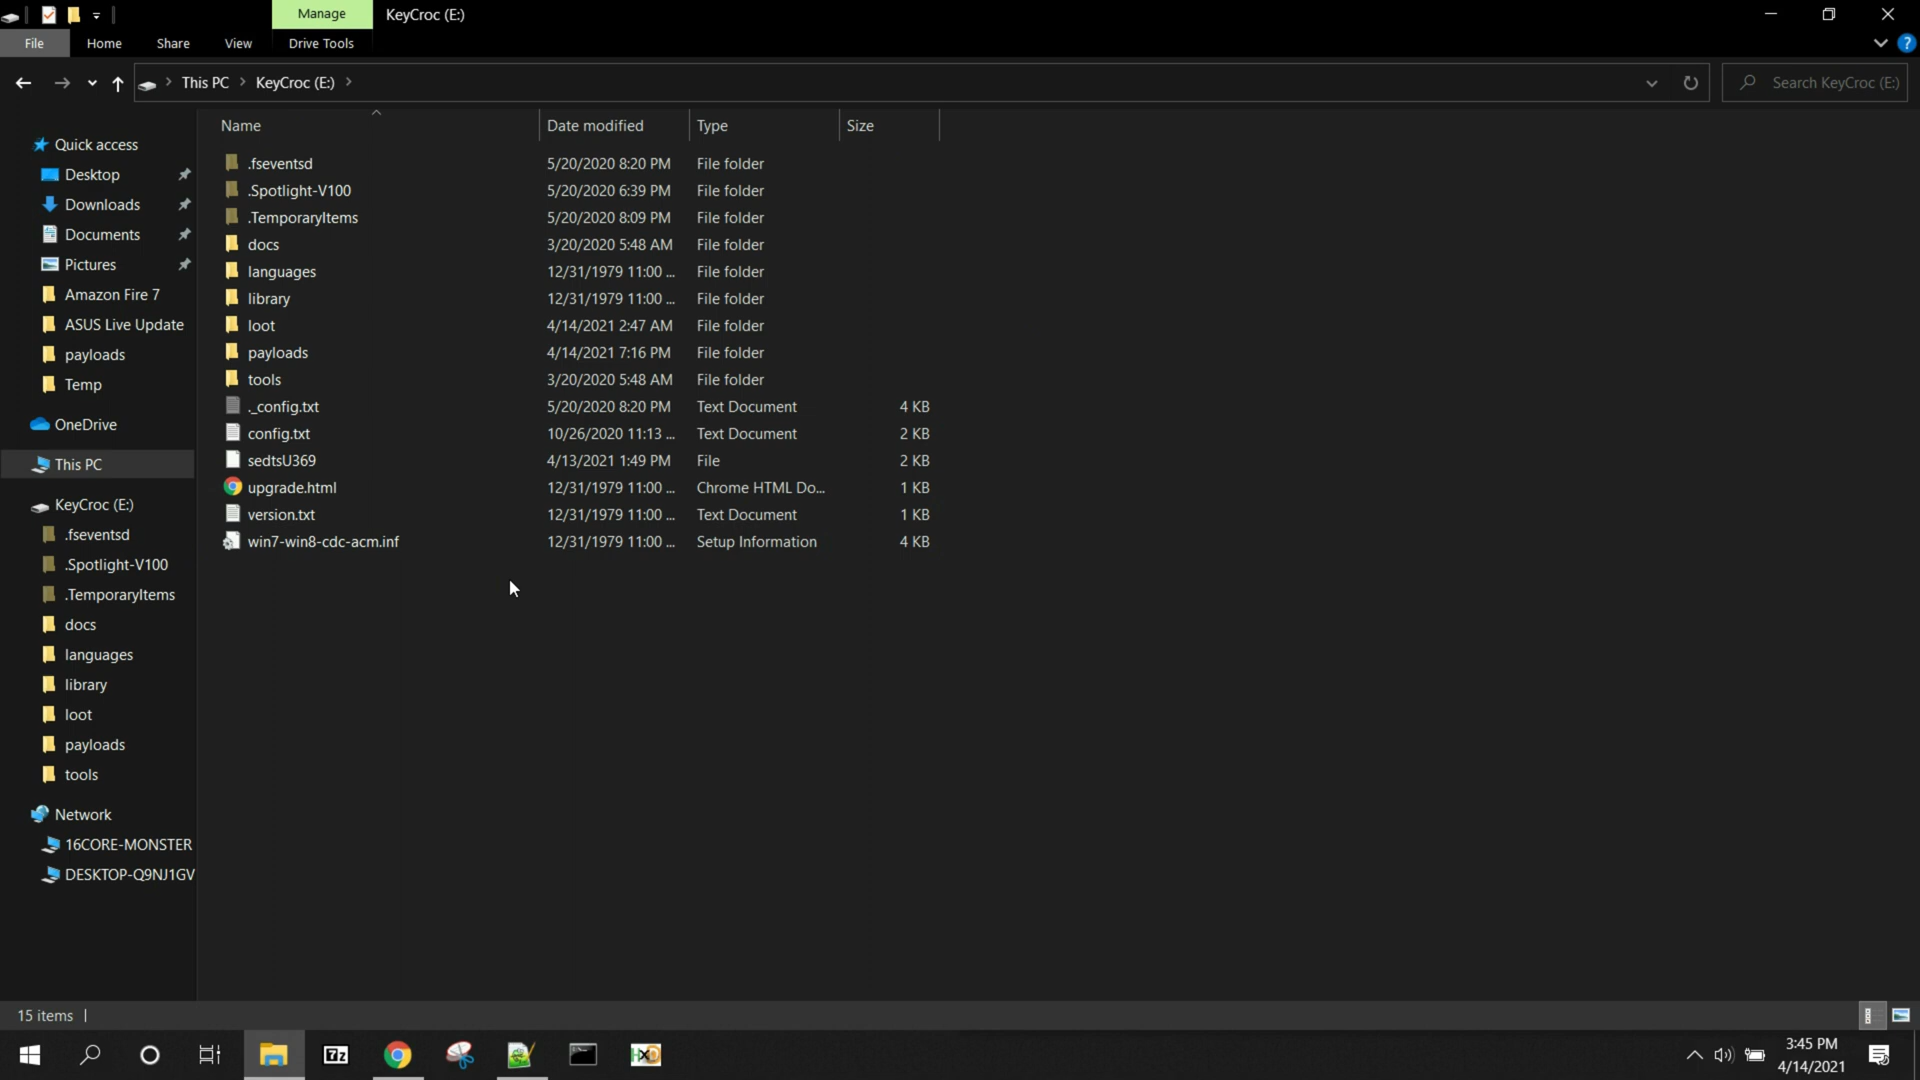 Manage
KeyCroc (E:)
File Home Share View Drive Tools
?
This PC KeyCroc (E:)
Search KeyCroc (E:)
Name Date modified Type Size
Quick access
Desktop
Downloads
Documents
Pictures
Amazon Fire 7
ASUS Live Update
payloads
Temp
OneDrive
This PC
KeyCroc (E:)
.fseventsd
.Spotlight-V100
.TemporaryItems
docs
languages
library
loot
payloads
tools
Network
16CORE-MONSTER
DESKTOP-Q9NJ1GV
.fseventsd 5/20/2020 8:20 PM File folder
.Spotlight-V100 5/20/2020 6:39 PM File folder
.TemporaryItems 5/20/2020 8:09 PM File folder
docs 3/20/2020 5:48 AM File folder
languages 12/31/1979 11:00 ... File folder
library 12/31/1979 11:00 ... File folder
loot 4/14/2021 2:47 AM File folder
payloads 4/14/2021 7:16 PM File folder
tools 3/20/2020 5:48 AM File folder
._config.txt 5/20/2020 8:20 PM Text Document 4 KB
config.txt 10/26/2020 11:13 ... Text Document 2 KB
sedtsU369 4/13/2021 1:49 PM File 2 KB
upgrade.html 12/31/1979 11:00 ... Chrome HTML Do... 1 KB
version.txt 12/31/1979 11:00 ... Text Document 1 KB
win7-win8-cdc-acm.inf 12/31/1979 11:00 ... Setup Information 4 KB
15 items
7z
HXD
3:45 PM
4/14/2021